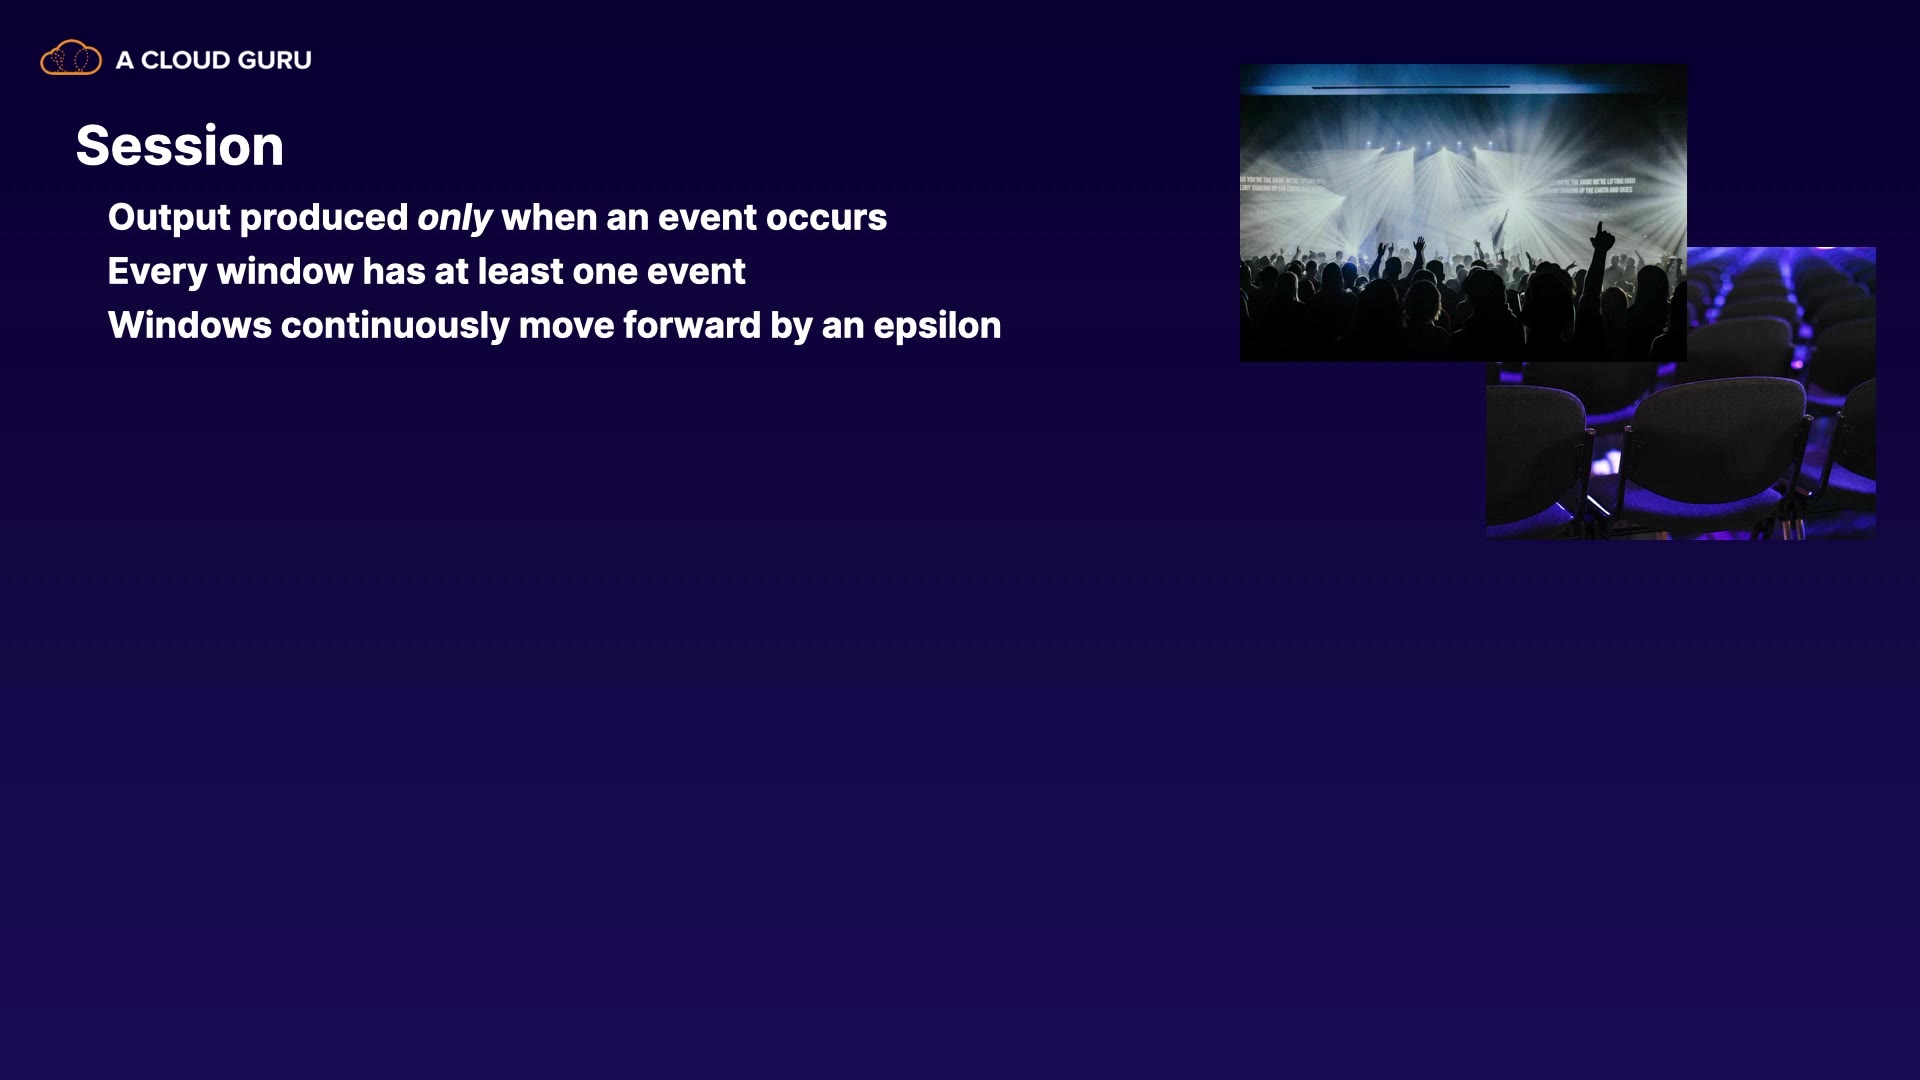 A CLOUD GURU
Session
Output produced only when an event occurs
Every window has at least one event
Windows continuously move forward by an epsilon